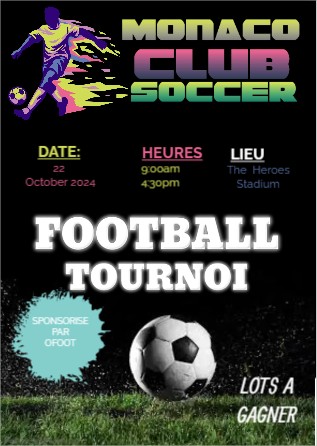 MONACO
CLUB
SOCCER
DATE:
22
October 2024
HEURES
9:00am
4:30pm
LIEU
The Heroes
Stadium
FOOTBALL
TOURNOI
SPONSORISE
PAR
OFOOT
LOTS A
GAGNER